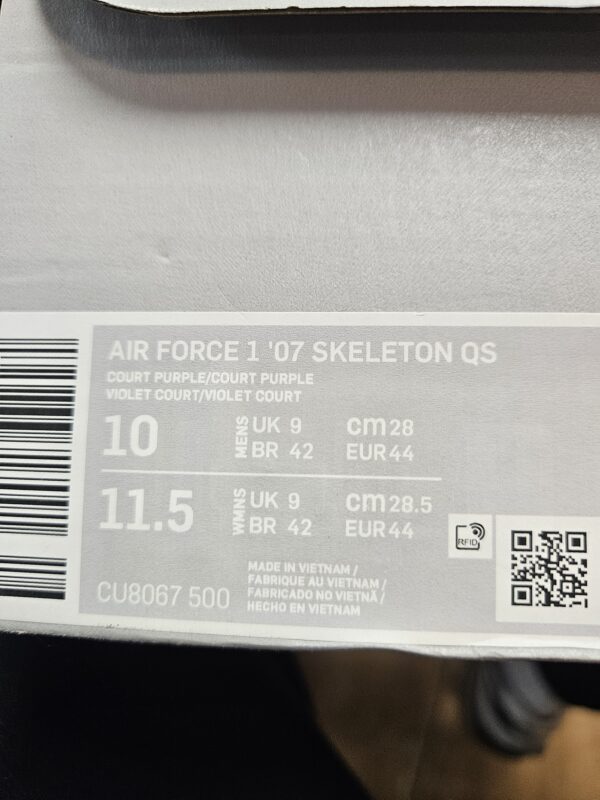 AIR FORCE 1 '07 SKELETON QS
COURT PURPLE/COURT PURPLE
VIOLET COURT/VIOLET COURT
10 MENS UK 9 cm 28
BR 42 EUR 44
11.5 WMNS UK 9 cm 28.5
BR 42 EUR 44
RFID
CU8067 500
MADE IN VIETNAM /
FABRIQUE AU VIETNAM /
FABRICADO NO VIETNÃ /
HECHO EN VIETNAM